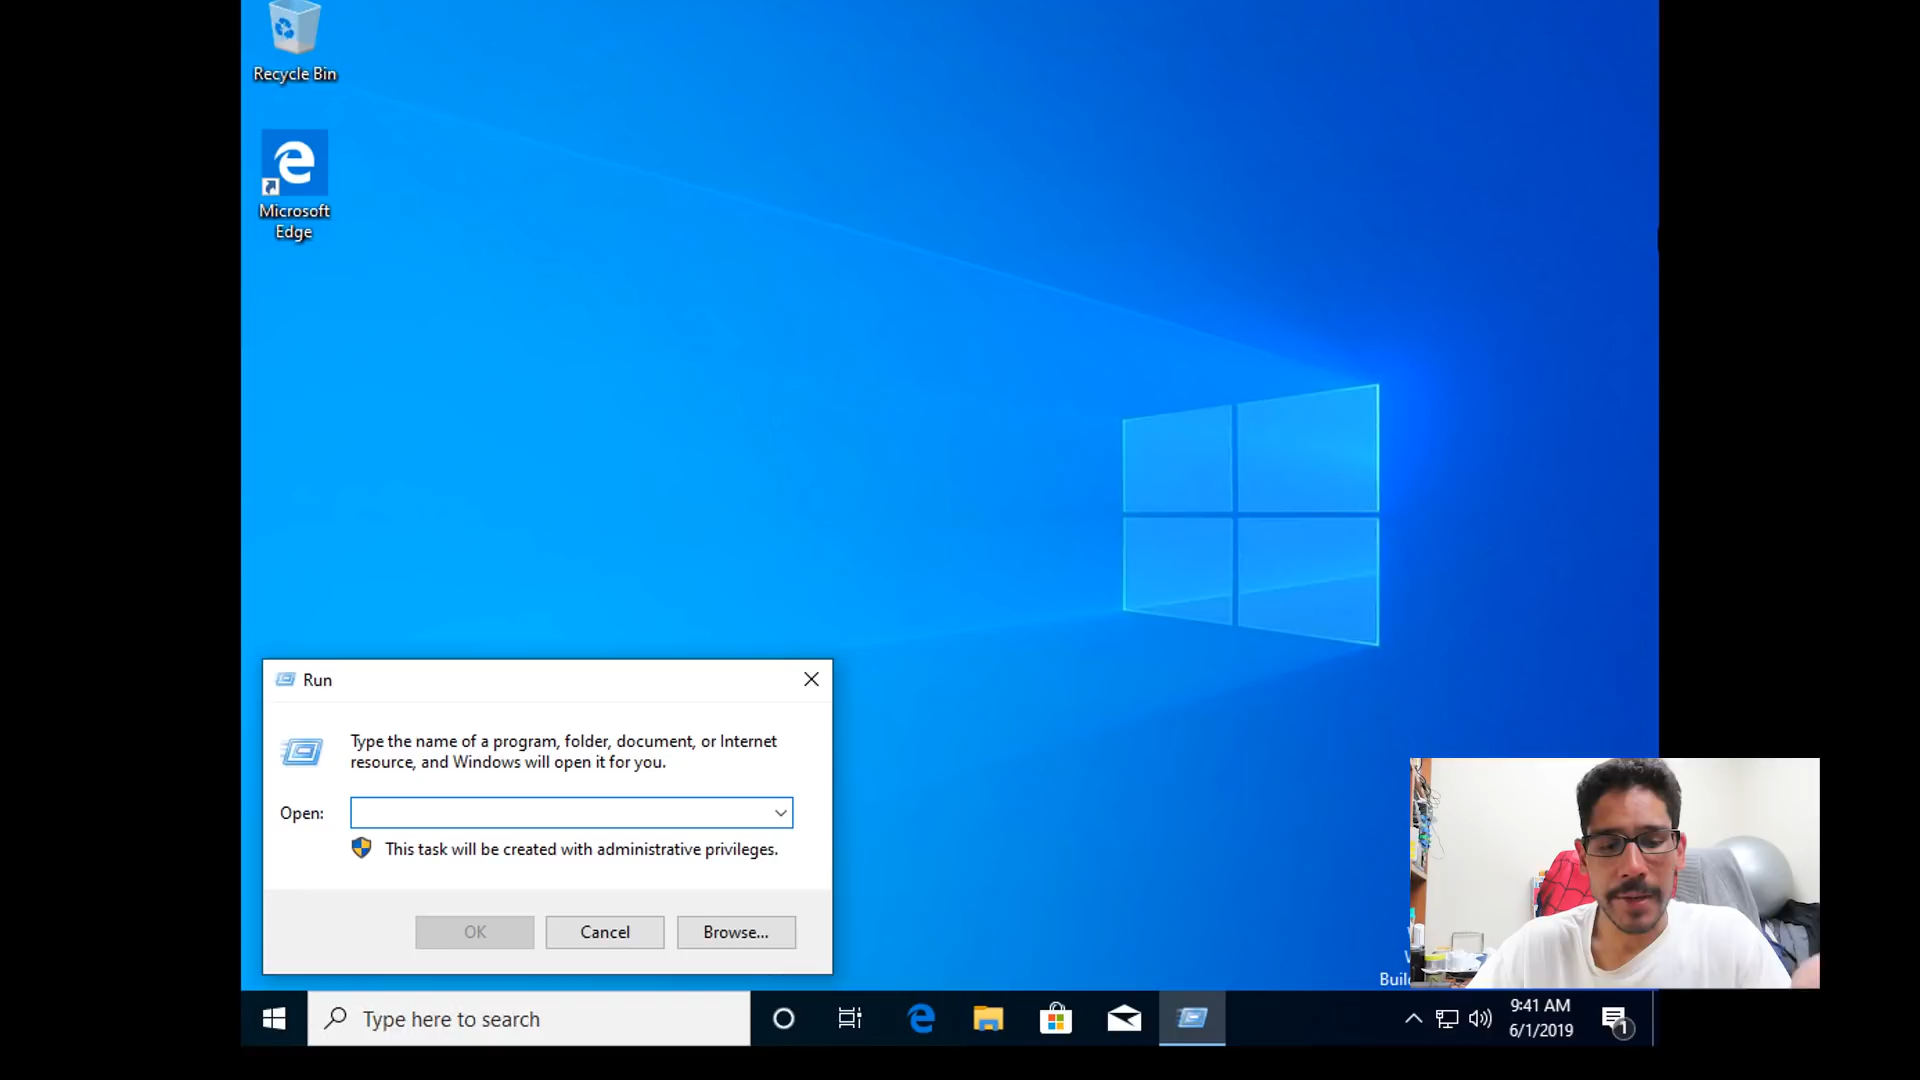 Recycle Bin
Microsoft
Edge
Run
Type the name of a program, folder, document, or Internet
resource, and Windows will open it for you.
Open:
This task will be created with administrative privileges.
OK
Cancel
Browse...
Type here to search
9:41 AM
6/1/2019
1